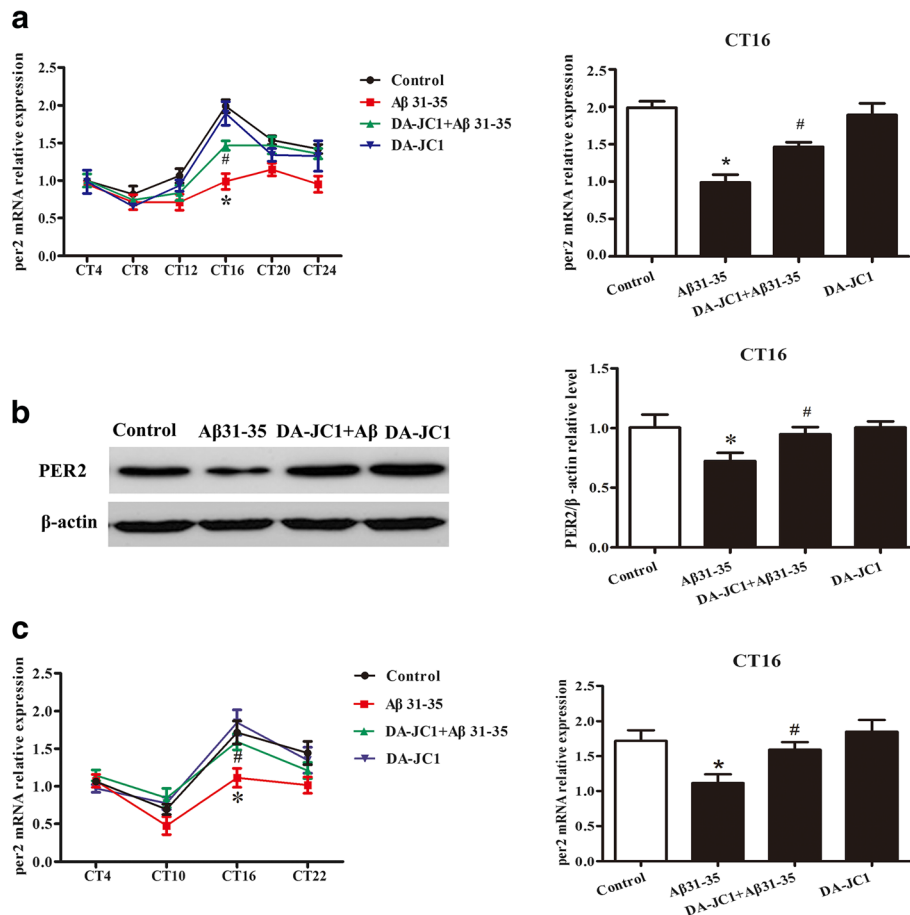 a
per2 mRNA relative expression
2.5
2.0
1.5
1.0
0.5
0.0
CT4 CT8 CT12 CT16 CT20 CT24
#
*
Control
Aβ 31-35
DA-JC1+Aβ 31-35
DA-JC1
CT16
per2 mRNA relative expression
2.5
2.0
1.5
1.0
0.5
0.0
*
#
Control Aβ31-35 DA-JC1+Aβ31-35 DA-JC1
b
Control Aβ31-35 DA-JC1+Aβ DA-JC1
PER2
β-actin
CT16
PER2/β -actin relative level
1.5
1.0
0.5
0.0
*
#
Control Aβ31-35 DA-JC1+Aβ31-35 DA-JC1
c
per2 mRNA relative expression
2.5
2.0
1.5
1.0
0.5
0.0
CT4 CT10 CT16 CT22
#
*
Control
Aβ 31-35
DA-JC1+Aβ 31-35
DA-JC1
CT16
per2 mRNA relative expression
2.5
2.0
1.5
1.0
0.5
0.0
*
#
Control Aβ31-35 DA-JC1+Aβ31-35 DA-JC1